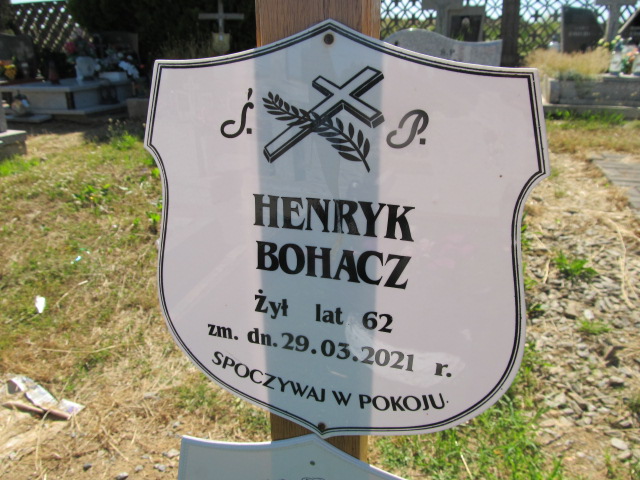 Ś. P.
HENRYK
BOHACZ
Żył lat 62
zm. dn. 29.03.2021 r.
SPOCZYWAJ W POKOJU.